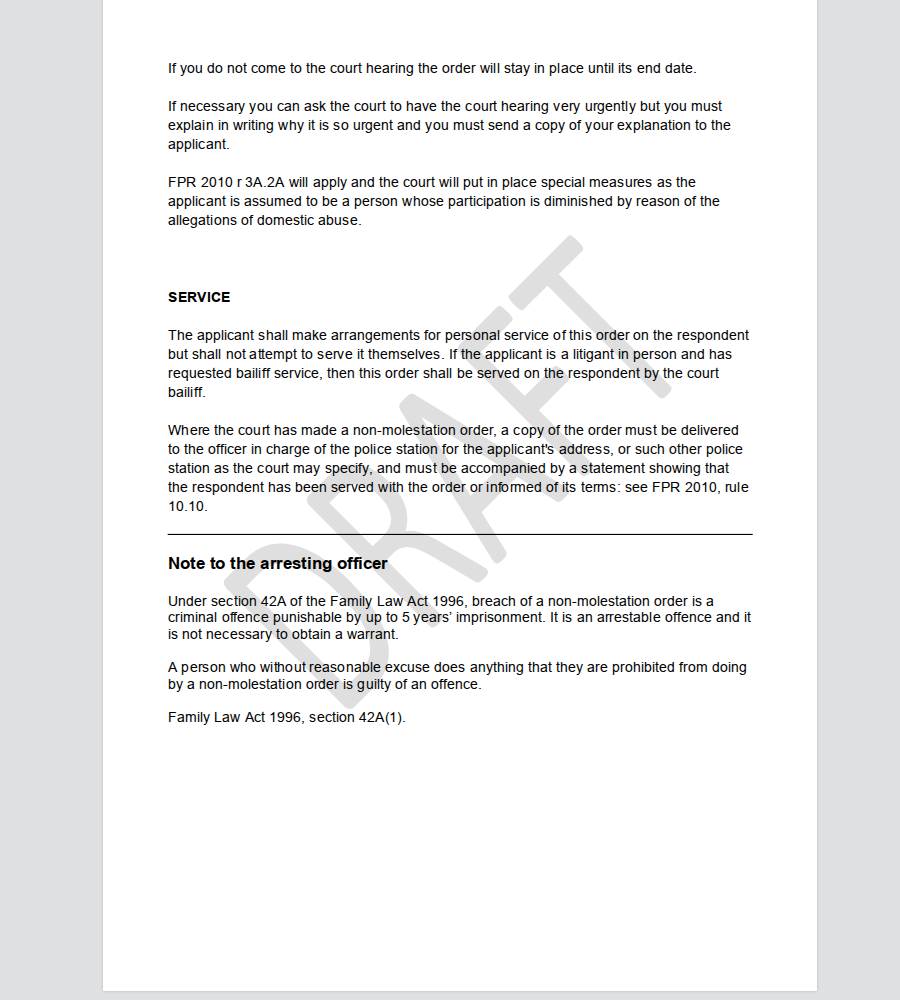 If you do not come to the court hearing the order will stay in place until its end date.
If necessary you can ask the court to have the court hearing very urgently but you must
explain in writing why it is so urgent and you must send a copy of your explanation to the
applicant.
FPR 2010 r 3A.2A will apply and the court will put in place special measures as the
applicant is assumed to be a person whose participation is diminished by reason of the
allegations of domestic abuse.
SERVICE
The applicant shall make arrangements for personal service of this order on the respondent
but shall not attempt to serve it themselves. If the applicant is a litigant in person and has
requested bailiff service, then this order shall be served on the respondent by the court
bailiff.
Where the court has made a non-molestation order, a copy of the order must be delivered
to the officer in charge of the police station for the applicant's address, or such other police
station as the court may specify, and must be accompanied by a statement showing that
the respondent has been served with the order or informed of its terms: see FPR 2010, rule
10.10.
Note to the arresting officer
Under section 42A of the Family Law Act 1996, breach of a non-molestation order is a
criminal offence punishable by up to 5 years’ imprisonment. It is an arrestable offence and it
is not necessary to obtain a warrant.
A person who without reasonable excuse does anything that they are prohibited from doing
by a non-molestation order is guilty of an offence.
Family Law Act 1996, section 42A(1).
DRAFT